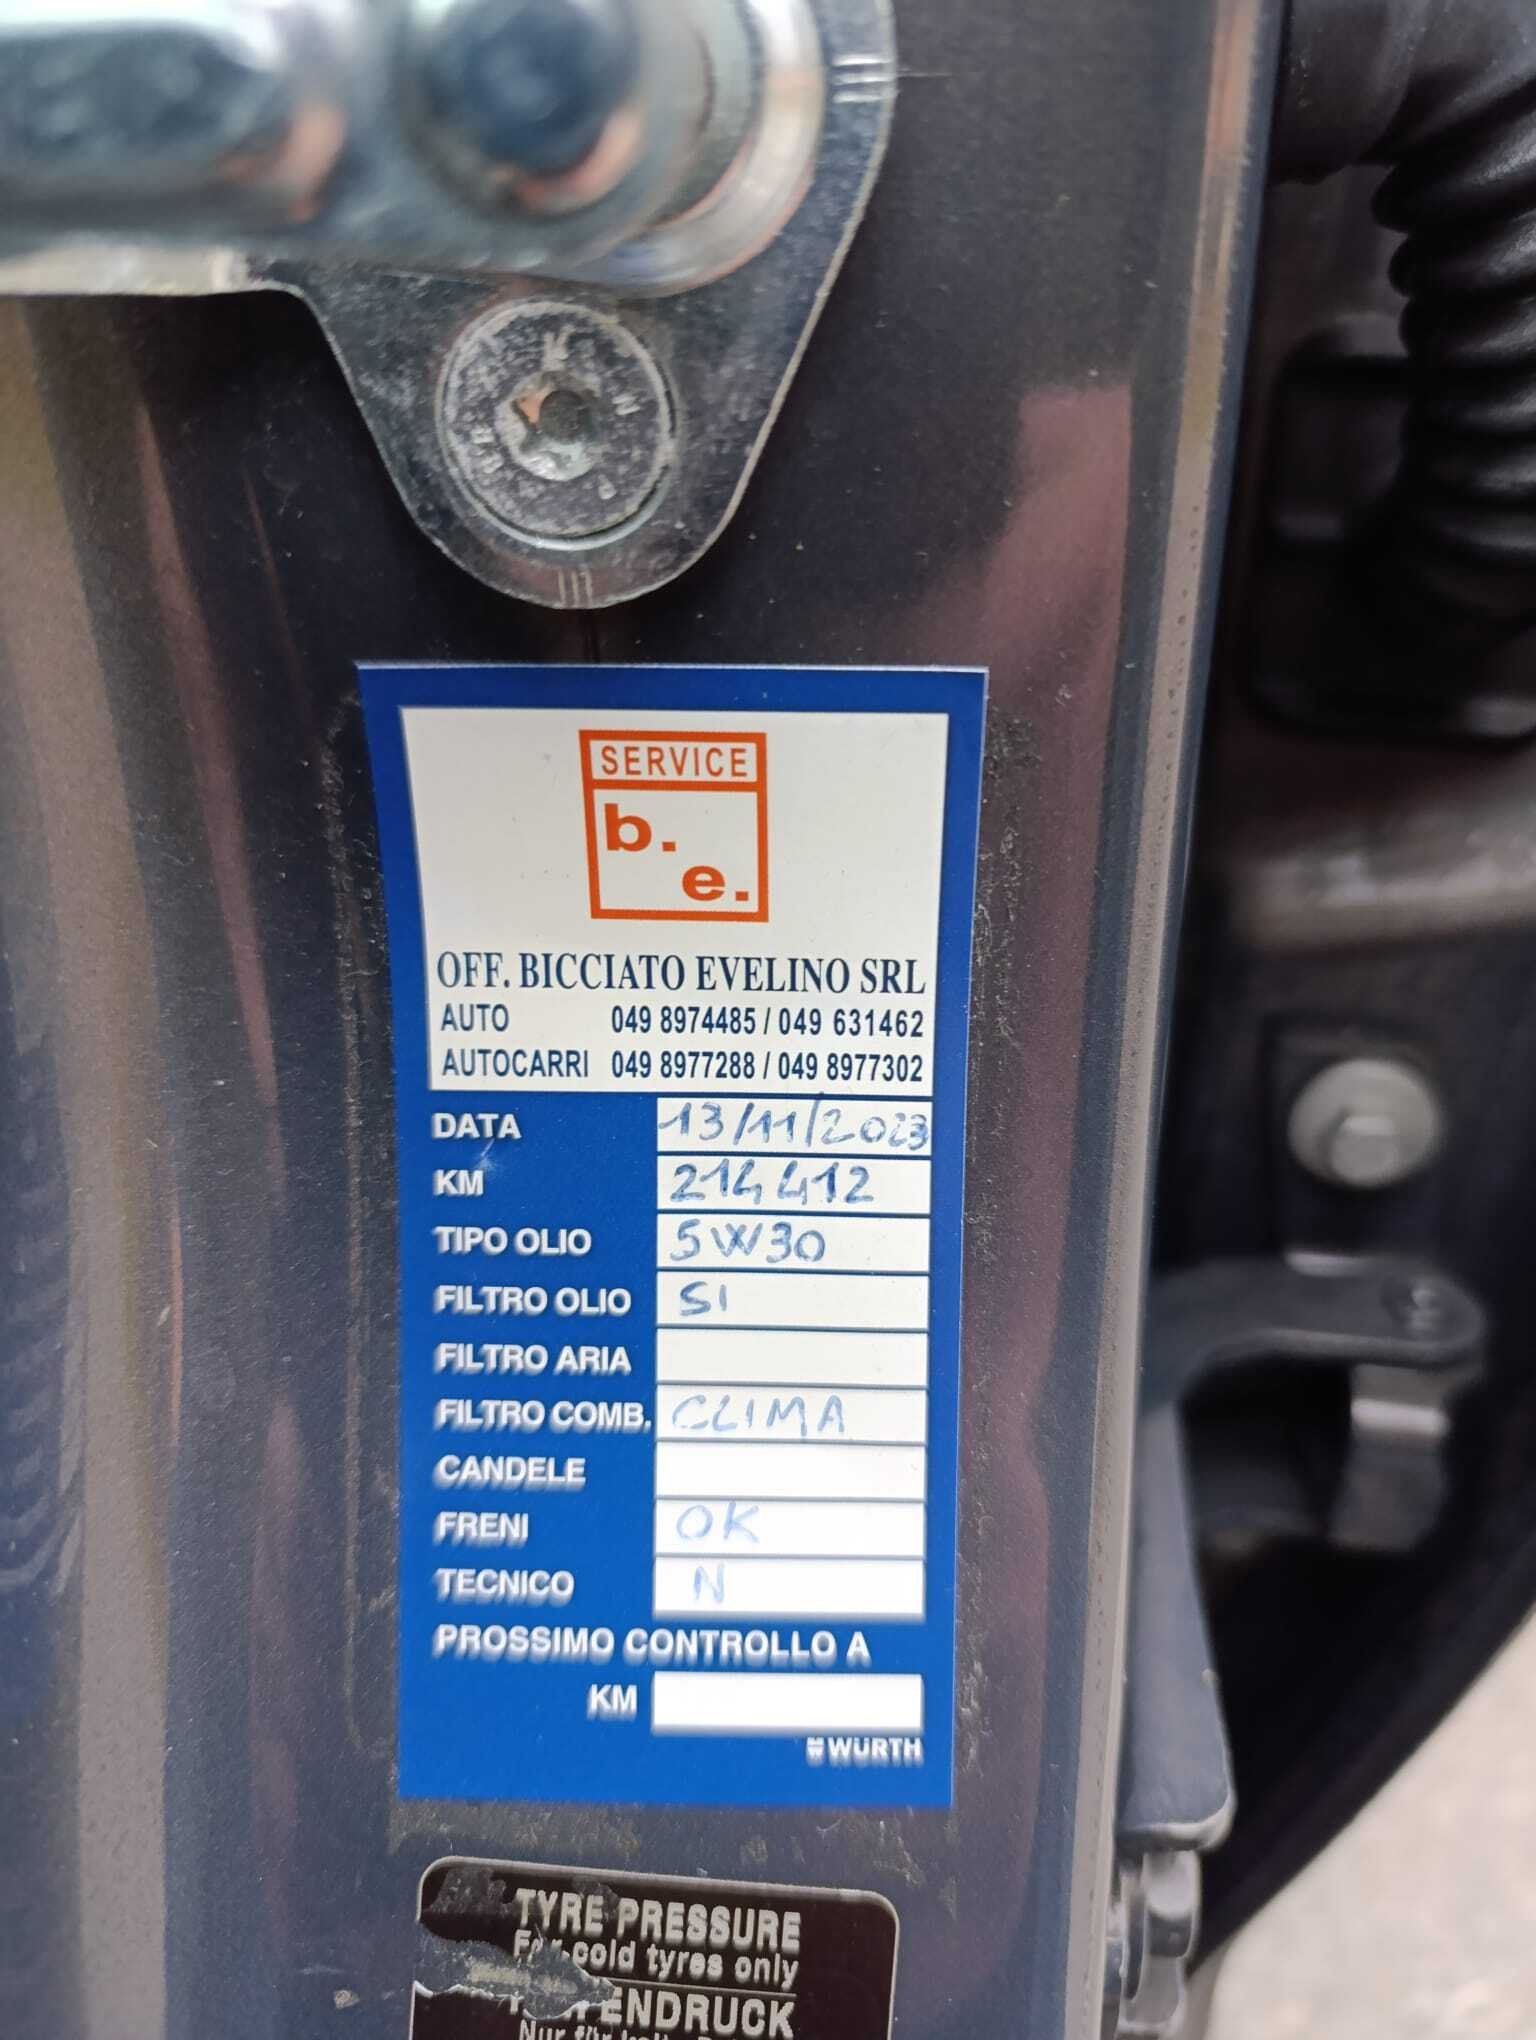 SERVICE
b.
e.
OFF. BICCIATO EVELINO SRL
AUTO 049 8974485 / 049 631462
AUTOCARRI 049 8977288 / 049 8977302
DATA 13/11/2023
KM 214412
TIPO OLIO 5W30
FILTRO OLIO SI
FILTRO ARIA
FILTRO COMB. CLIMA
CANDELE
FRENI OK
TECNICO N
PROSSIMO CONTROLLO A
KM
WÜRTH
TYRE PRESSURE
For cold tyres only
ENDRUCK